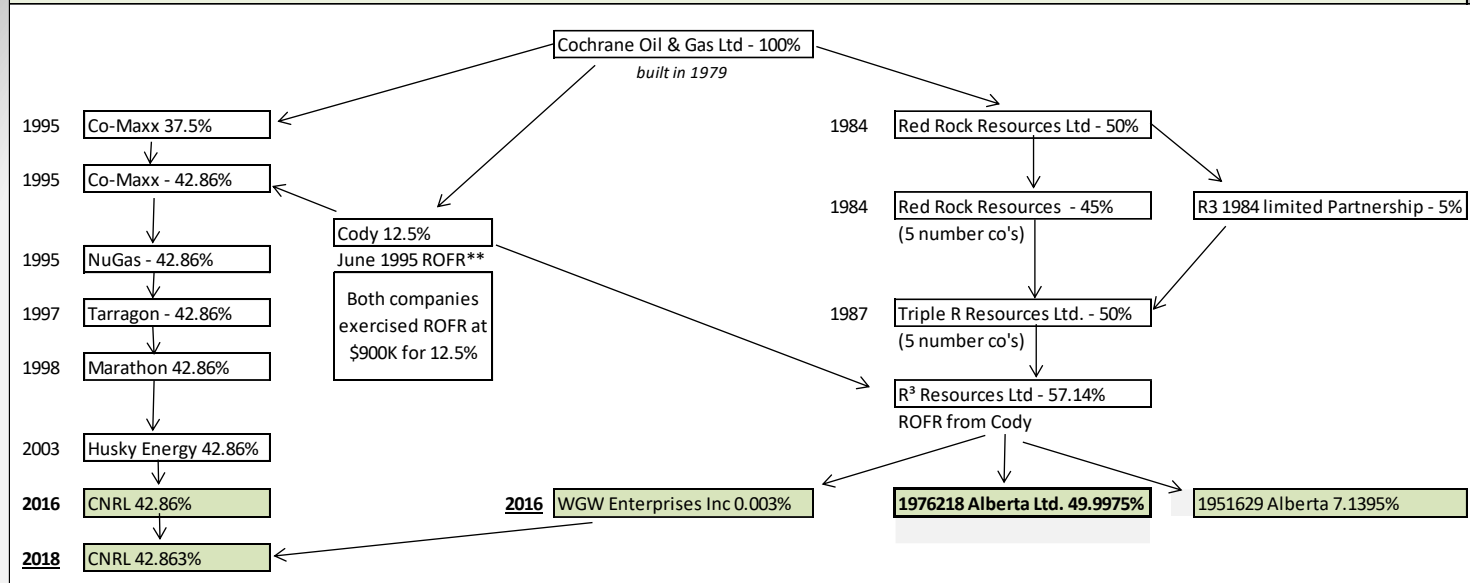 Cochrane Oil & Gas Ltd - 100%
built in 1979
1995 Co-Maxx 37.5%
1984 Red Rock Resources Ltd - 50%
1995 Co-Maxx - 42.86%
1984 Red Rock Resources - 45%
R3 1984 limited Partnership - 5%
(5 number co's)
Cody 12.5%
June 1995 ROFR**
1995 NuGas - 42.86%
Both companies
exercised ROFR at
$900K for 12.5%
1997 Tarragon - 42.86%
1987 Triple R Resources Ltd. - 50%
(5 number co's)
1998 Marathon 42.86%
R³ Resources Ltd - 57.14%
ROFR from Cody
2003 Husky Energy 42.86%
2016 CNRL 42.86%
2016 WGW Enterprises Inc 0.003%
1976218 Alberta Ltd. 49.9975%
1951629 Alberta 7.1395%
2018 CNRL 42.863%